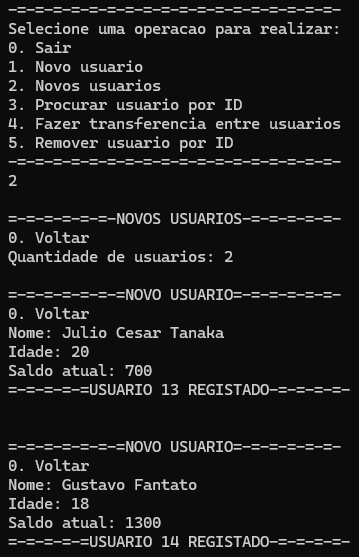 -=-=-=-=-=-=-=-=-=-=-=-=-=-=-=-=-=-=-
Selecione uma operacao para realizar:
0. Sair
1. Novo usuario
2. Novos usuarios
3. Procurar usuario por ID
4. Fazer transferencia entre usuarios
5. Remover usuario por ID
-=-=-=-=-=-=-=-=-=-=-=-=-=-=-=-=-=-=-
2
=-=-=-=-=-=-NOVOS USUARIOS-=-=-=-=-=-
0. Voltar
Quantidade de usuarios: 2
=-=-=-=-=-=-=NOVO USUARIO=-=-=-=-=-=-
0. Voltar
Nome: Julio Cesar Tanaka
Idade: 20
Saldo atual: 700
=-=-=-=-=USUARIO 13 REGISTADO-=-=-=-=-
=-=-=-=-=-=-=NOVO USUARIO=-=-=-=-=-=-
0. Voltar
Nome: Gustavo Fantato
Idade: 18
Saldo atual: 1300
=-=-=-=-=USUARIO 14 REGISTADO-=-=-=-=-